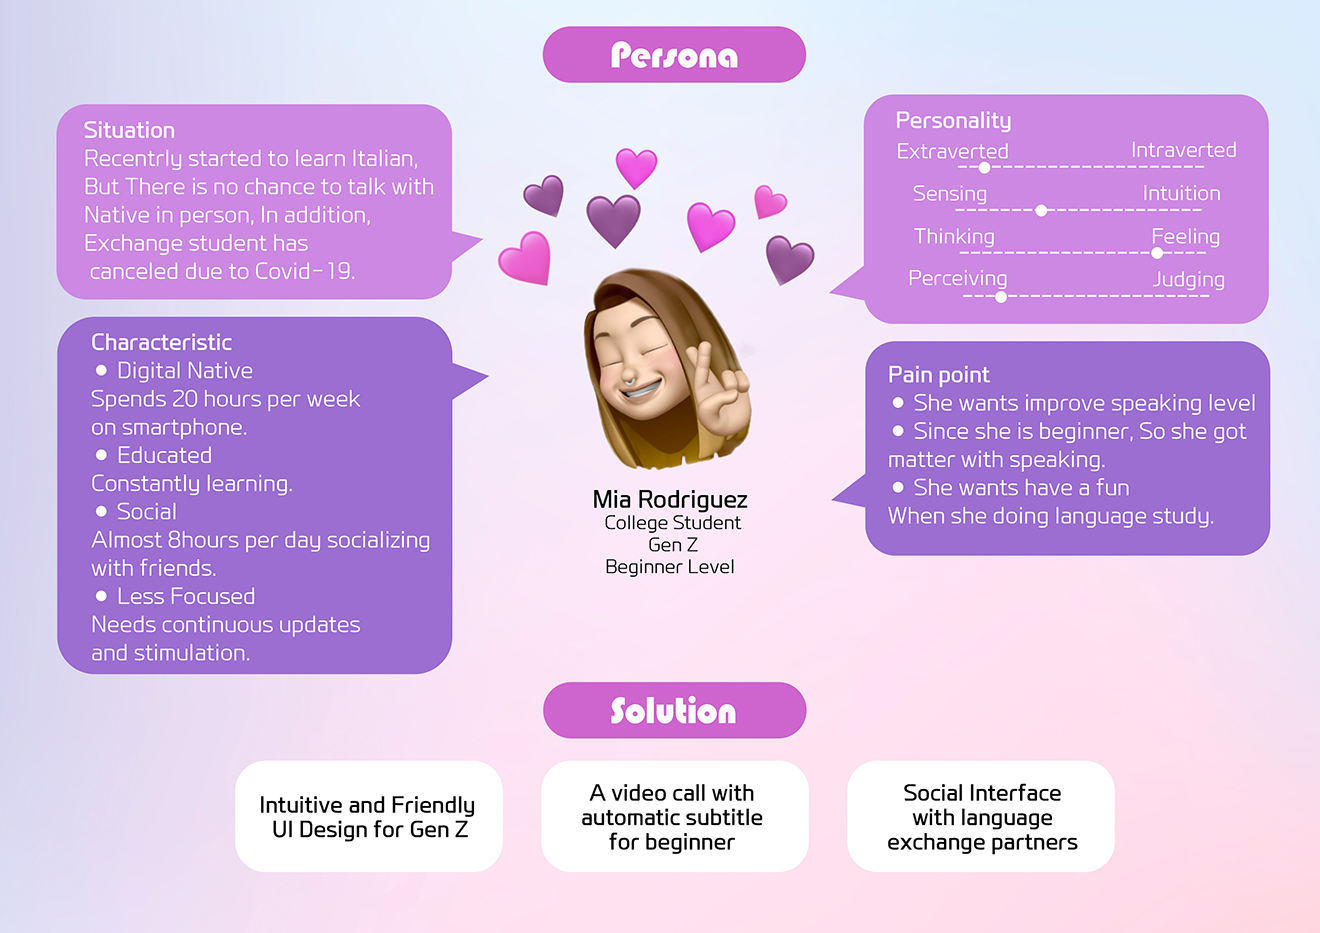 Persona
Situation
Recentrly started to learn Italian,
But There is no chance to talk with
Native in person, In addition,
Exchange student has
canceled due to Covid-19.
Characteristic
• Digital Native
Spends 20 hours per week
on smartphone.
• Educated
Constantly learning.
• Social
Almost 8hours per day socializing
with friends.
• Less Focused
Needs continuous updates
and stimulation.
Mia Rodriguez
College Student
Gen Z
Beginner Level
Personality
Extraverted Intraverted
Sensing Intuition
Thinking Feeling
Perceiving Judging
Pain point
• She wants improve speaking level
• Since she is beginner, So she got
matter with speaking.
• She wants have a fun
When she doing language study.
Solution
Intuitive and Friendly
UI Design for Gen Z
A video call with
automatic subtitle
for beginner
Social Interface
with language
exchange partners